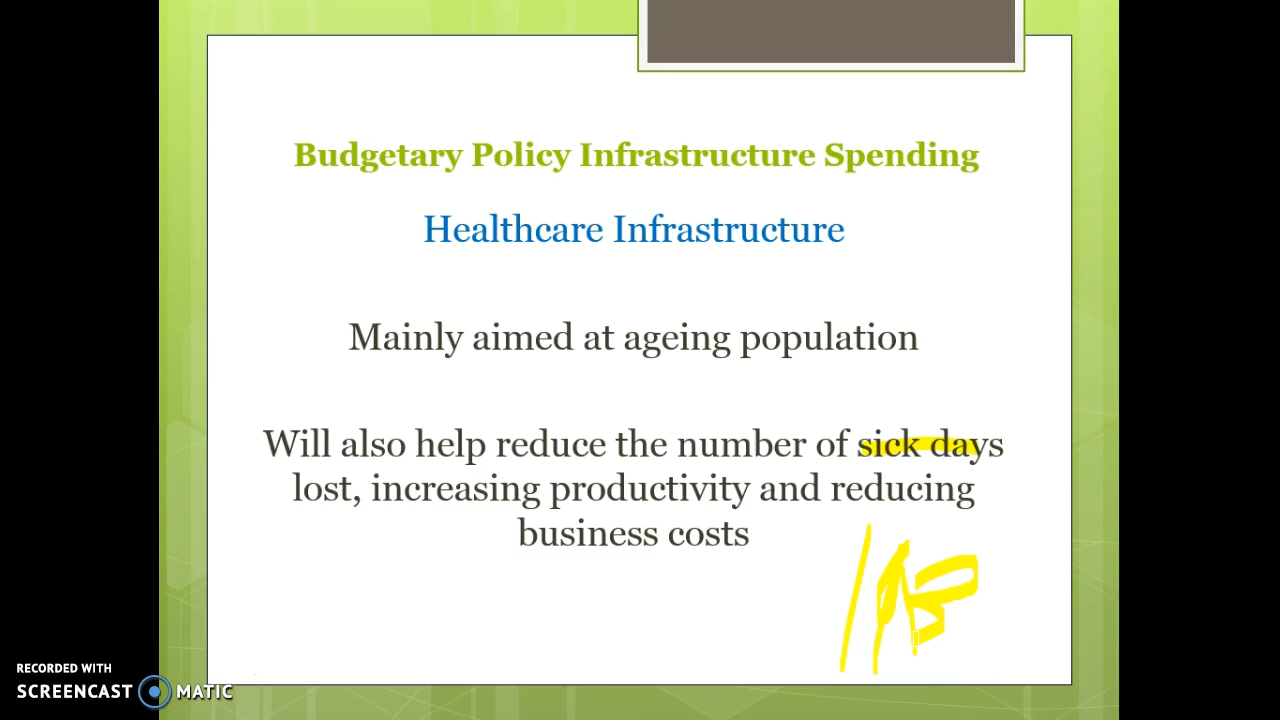 Budgetary Policy Infrastructure Spending
Healthcare Infrastructure
Mainly aimed at ageing population
Will also help reduce the number of sick days
lost, increasing productivity and reducing
business costs
RECORDED WITH
SCREENCAST MATIC